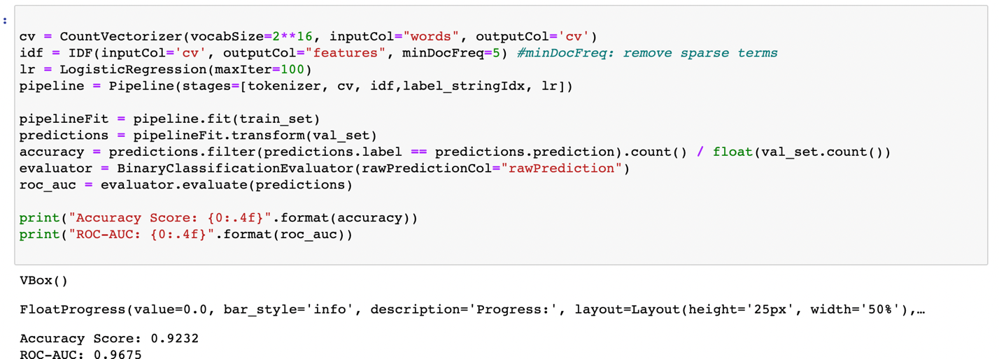 :
cv = CountVectorizer(vocabSize=2**16, inputCol="words", outputCol='cv')
idf = IDF(inputCol='cv', outputCol="features", minDocFreq=5) #minDocFreq: remove sparse terms
lr = LogisticRegression(maxIter=100)
pipeline = Pipeline(stages=[tokenizer, cv, idf,label_stringIdx, lr])
pipelineFit = pipeline.fit(train_set)
predictions = pipelineFit.transform(val_set)
accuracy = predictions.filter(predictions.label == predictions.prediction).count() / float(val_set.count())
evaluator = BinaryClassificationEvaluator(rawPredictionCol="rawPrediction")
roc_auc = evaluator.evaluate(predictions)
print("Accuracy Score: {0:.4f}".format(accuracy))
print("ROC-AUC: {0:.4f}".format(roc_auc))
VBox()
FloatProgress(value=0.0, bar_style='info', description='Progress:', layout=Layout(height='25px', width='50%'),…
Accuracy Score: 0.9232
ROC-AUC: 0.9675